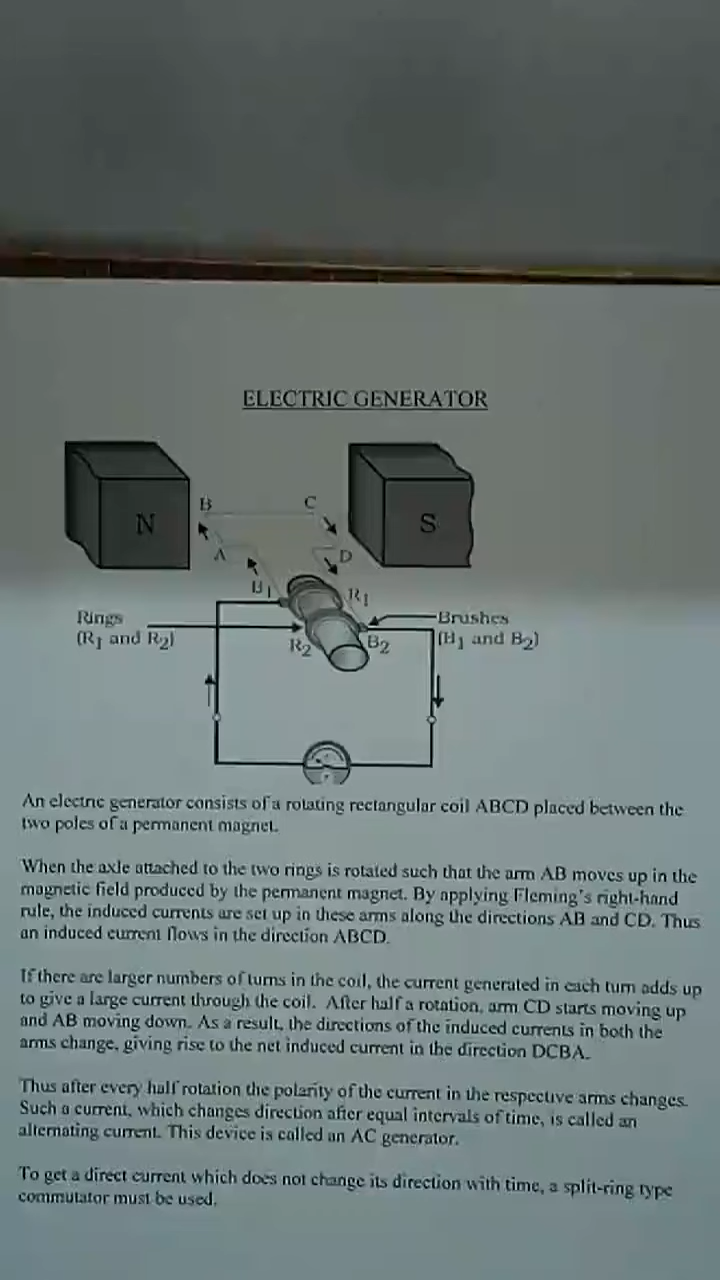 ELECTRIC GENERATOR
N
S
B
C
A
D
B1
R1
Rings
(R1 and R2)
Brushes
(B1 and B2)
R2
B2
An electric generator consists of a rotating rectangular coil ABCD placed between the
two poles of a permanent magnet.
When the axle attached to the two rings is rotated such that the arm AB moves up in the
magnetic field produced by the permanent magnet. By applying Fleming's right-hand
rule, the induced currents are set up in these arms along the directions AB and CD. Thus
an induced current flows in the direction ABCD.
If there are larger numbers of turns in the coil, the current generated in each turn adds up
to give a large current through the coil. After half a rotation, arm CD starts moving up
and AB moving down. As a result, the directions of the induced currents in both the
arms change, giving rise to the net induced current in the direction DCBA.
Thus after every half rotation the polarity of the current in the respective arms changes.
Such a current, which changes direction after equal intervals of time, is called an
alternating current. This device is called an AC generator.
To get a direct current which does not change its direction with time, a split-ring type
commutator must be used.